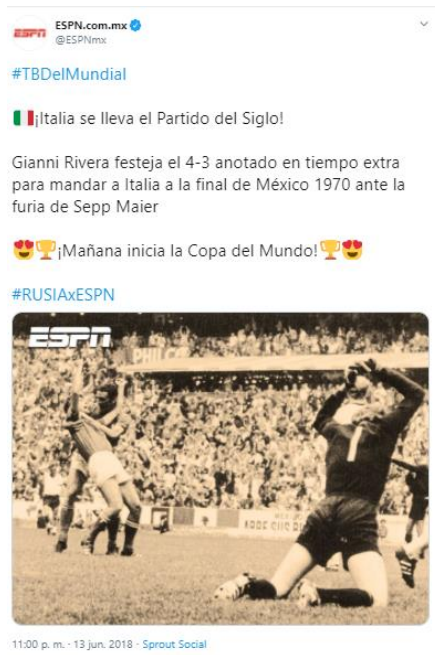 ESPN ESPN.com.mx
@ESPNmx
#TBDelMundial
¡Italia se lleva el Partido del Siglo!
Gianni Rivera festeja el 4-3 anotado en tiempo extra
para mandar a Italia a la final de México 1970 ante la
furia de Sepp Maier
¡Mañana inicia la Copa del Mundo!
#RUSIAxESPN
ESPN
PHILCO
1
11:00 p. m. · 13 jun. 2018 · Sprout Social